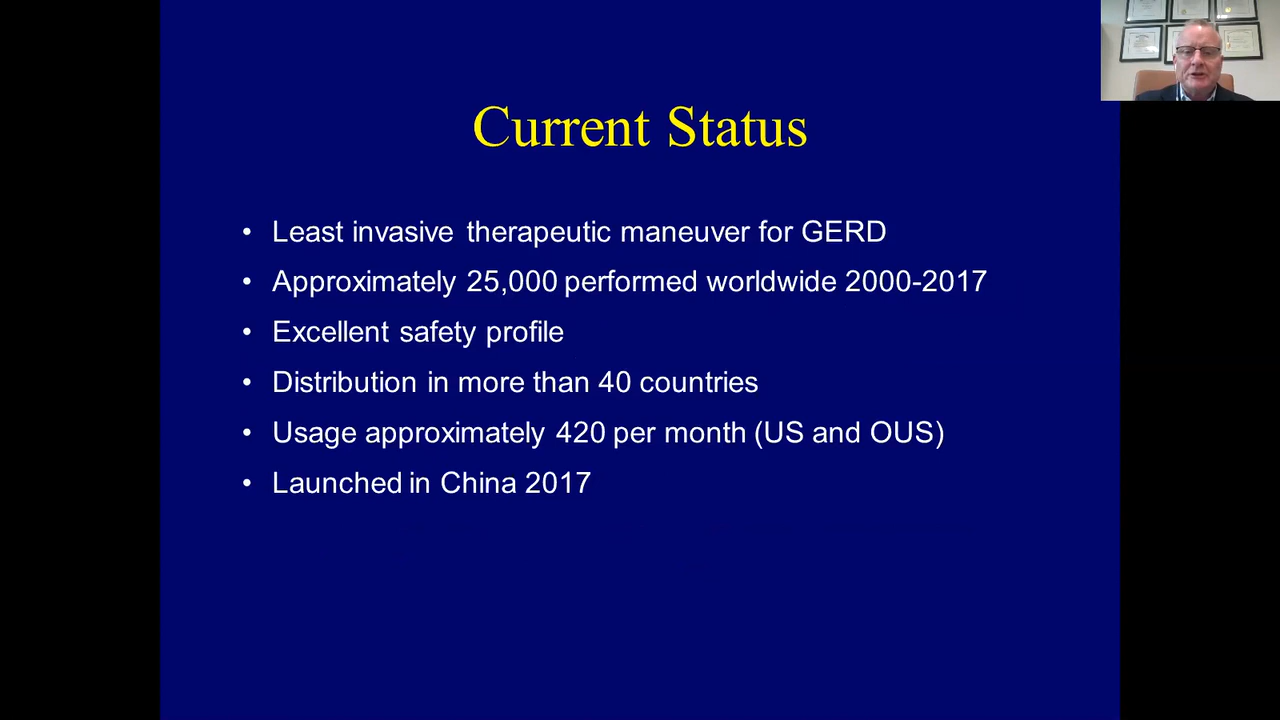 Current Status
• Least invasive therapeutic maneuver for GERD
• Approximately 25,000 performed worldwide 2000-2017
• Excellent safety profile
• Distribution in more than 40 countries
• Usage approximately 420 per month (US and OUS)
• Launched in China 2017